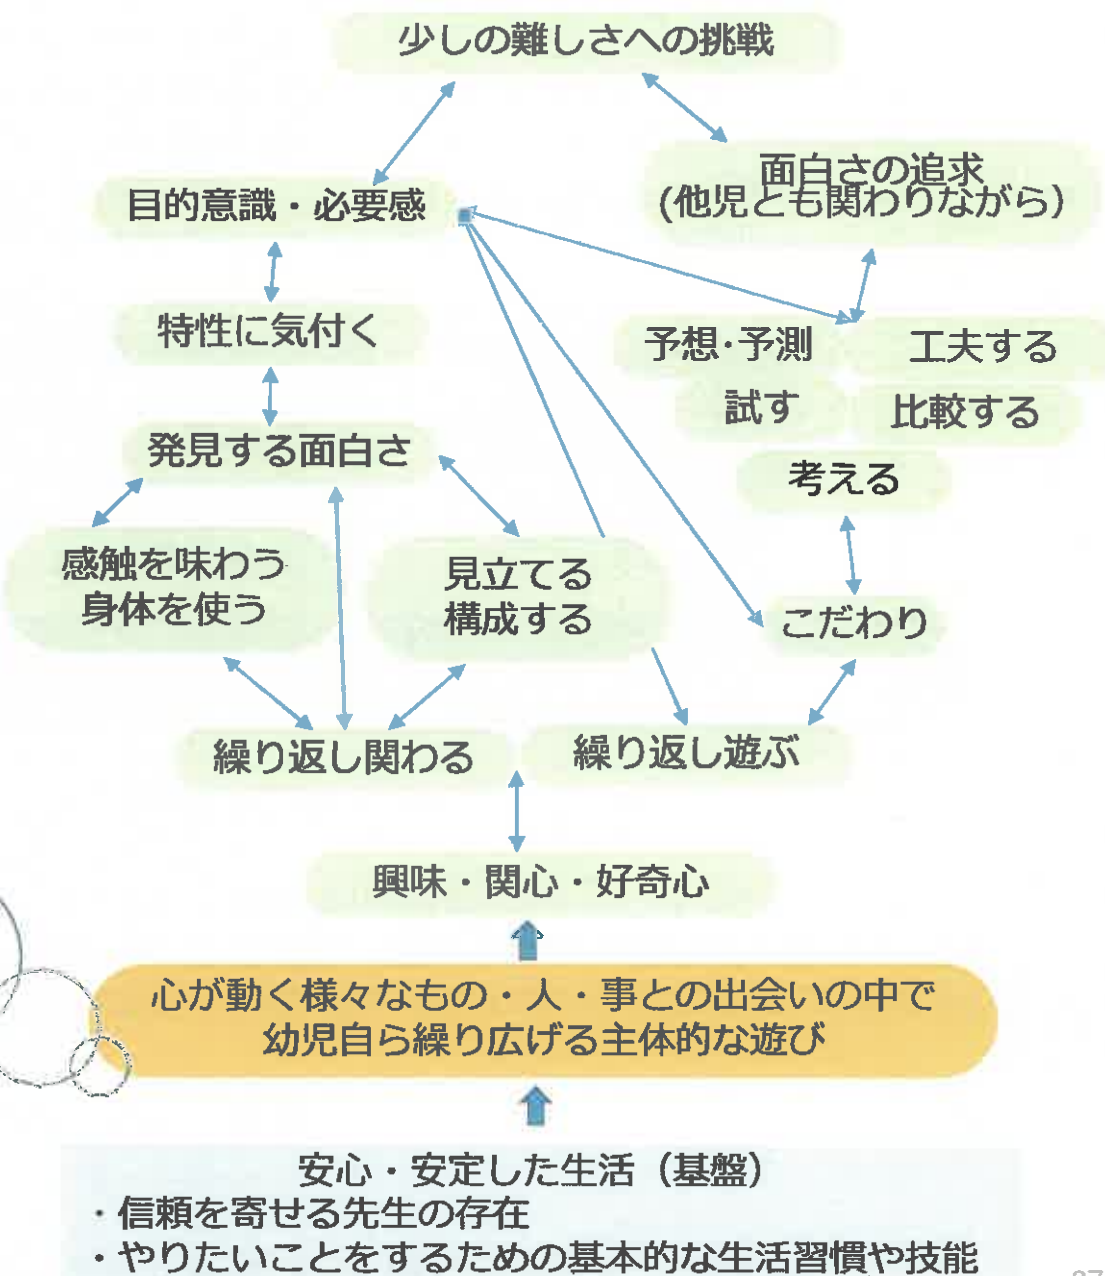 少しの難しさへの挑戦
面白さの追求
(他児とも関わりながら)
目的意識・必要感
特性に気付く
予想・予測
工夫する
試す
比較する
発見する面白さ
考える
感触を味わう
身体を使う
見立てる
構成する
こだわり
繰り返し関わる
繰り返し遊ぶ
興味・関心・好奇心
心が動く様々なもの・人・事との出会いの中で
幼児自ら繰り広げる主体的な遊び
安心・安定した生活(基盤)
・信頼を寄せる先生の存在
・やりたいことをするための基本的な生活習慣や技能